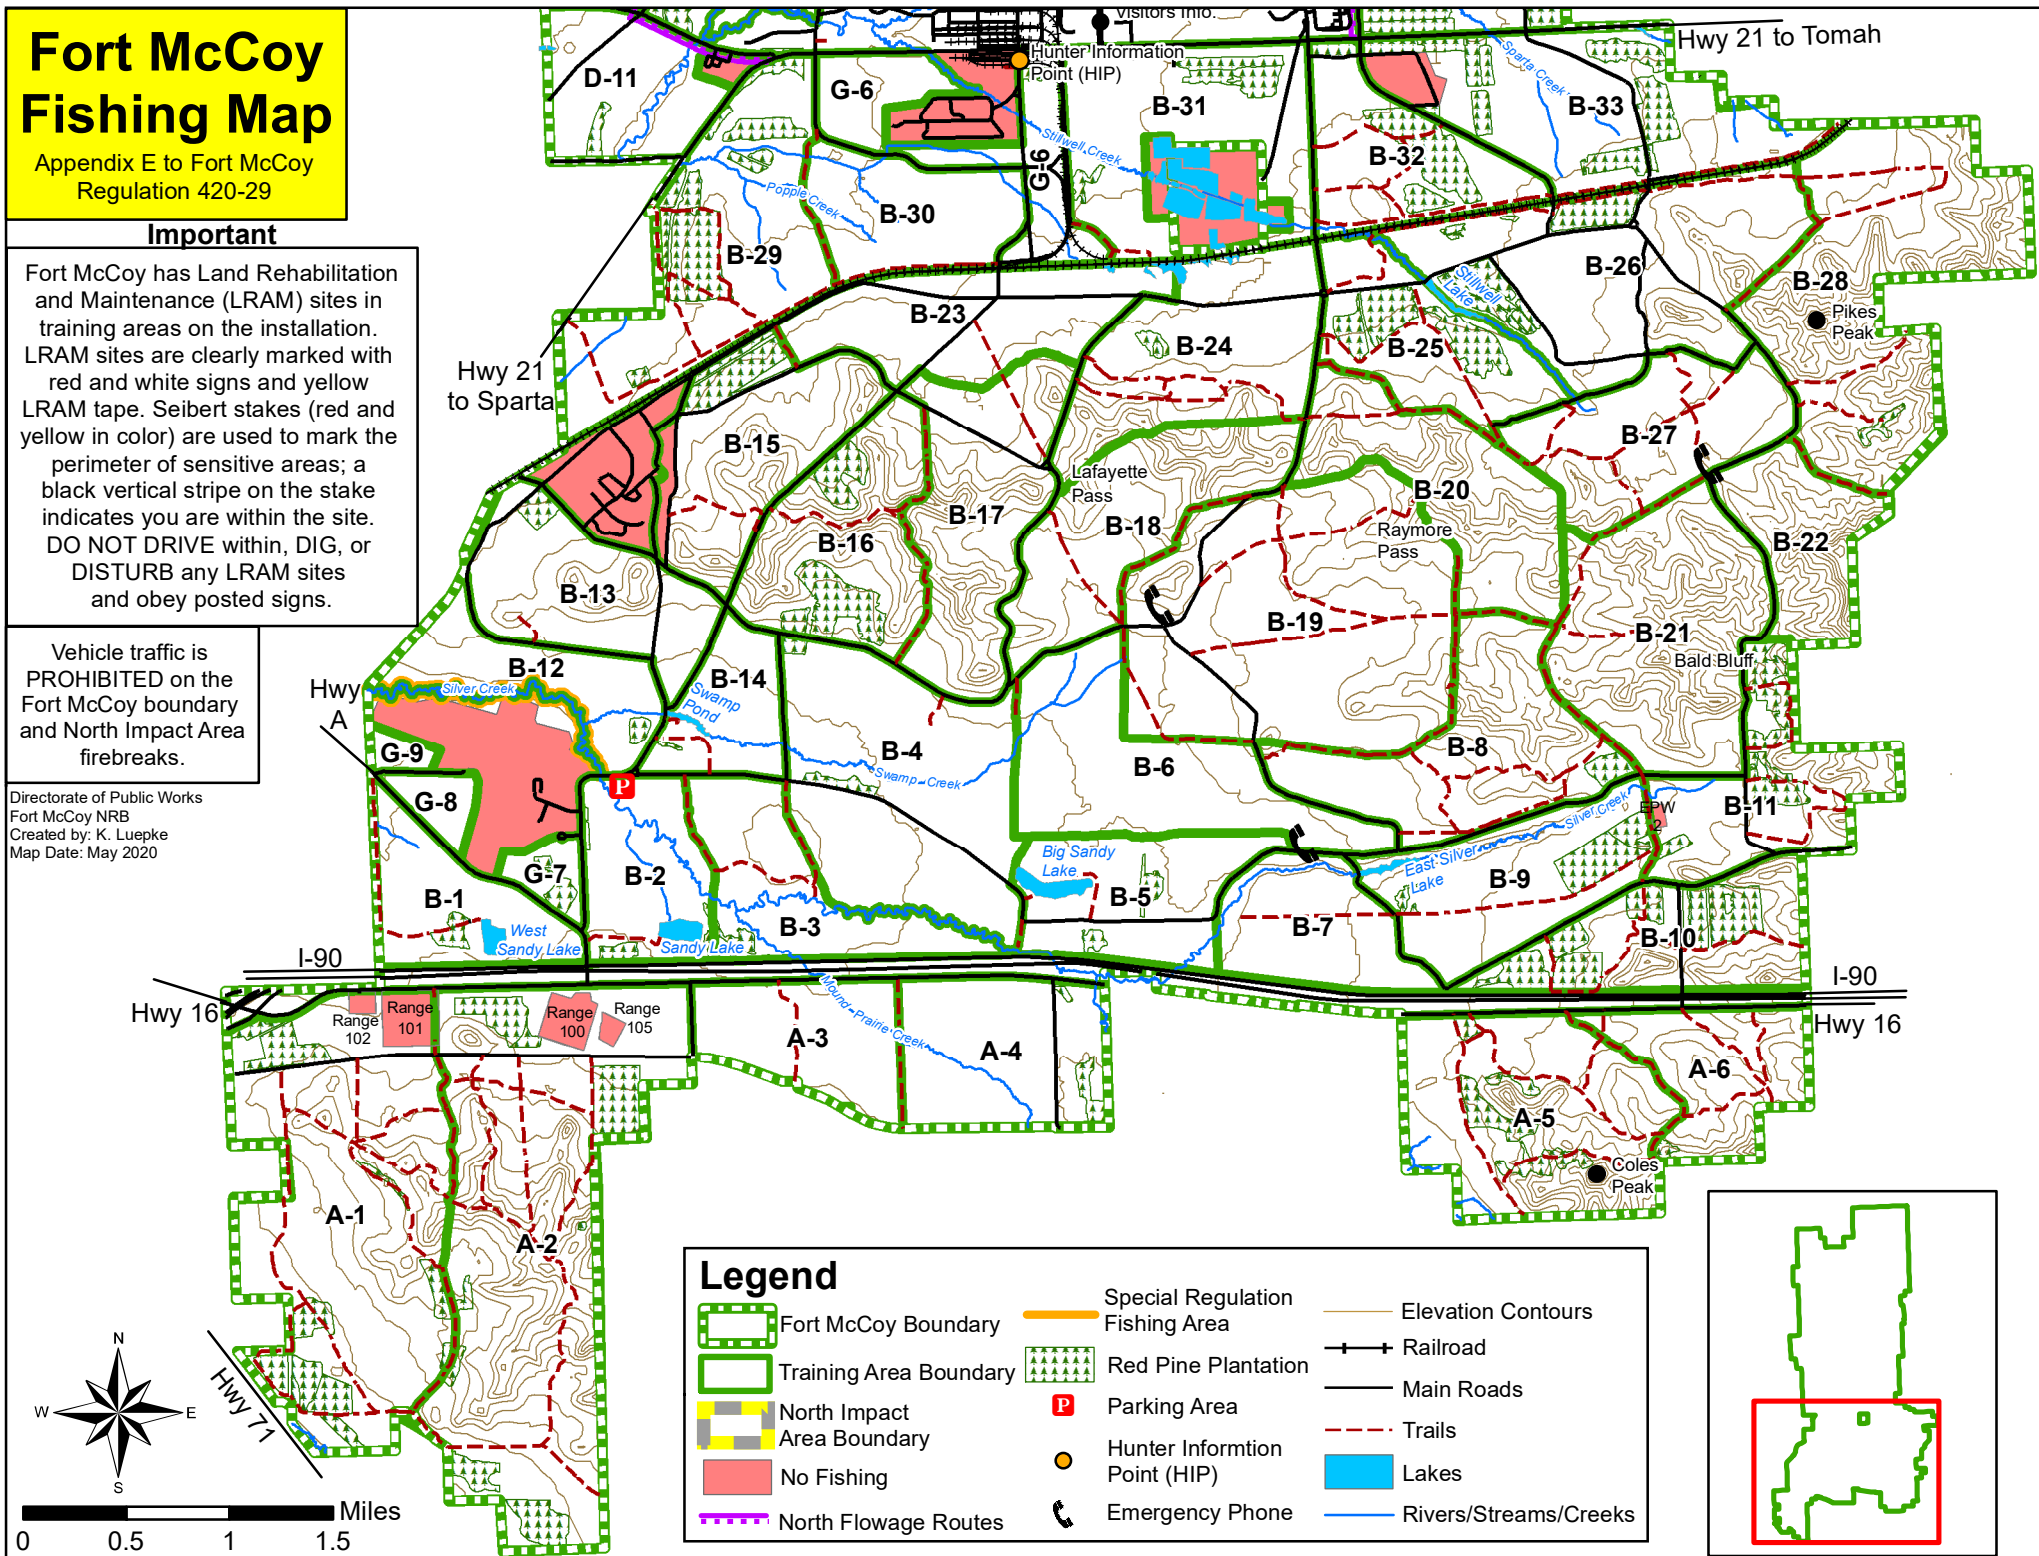 Fort McCoy
Fishing Map
Appendix E to Fort McCoy
Regulation 420-29
Important
Fort McCoy has Land Rehabilitation
and Maintenance (LRAM) sites in
training areas on the installation.
LRAM sites are clearly marked with
red and white signs and yellow
LRAM tape. Seibert stakes (red and
yellow in color) are used to mark the
perimeter of sensitive areas; a
black vertical stripe on the stake
indicates you are within the site.
DO NOT DRIVE within, DIG, or
DISTURB any LRAM sites
and obey posted signs.
Vehicle traffic is
PROHIBITED on the
Fort McCoy boundary
and North Impact Area
firebreaks.
Directorate of Public Works
Fort McCoy NRB
Created by: K. Luepke
Map Date: May 2020
Visitors Info.
Hunter Information
Point (HIP)
Hwy 21 to Tomah
D-11
G-6
B-31
Sparta Creek
B-33
Stillwell Creek
B-32
G-6
Popple Creek
B-30
B-29
B-26
Stillwell
Lake
B-28
Pikes
Peak
B-23
B-24
B-25
Hwy 21
to Sparta
B-15
B-27
Lafayette
Pass
B-20
B-17
B-18
Raymore
Pass
B-16
B-22
B-13
B-19
B-21
Bald Bluff
B-12
Hwy
A
Silver Creek
B-14
Swamp
Pond
B-4
Swamp Creek
B-6
B-8
G-9
G-8
P
Silver Creek
EPW
2
B-11
Big Sandy
Lake
East Silver
Lake
G-7
B-2
B-1
B-5
B-9
B-3
B-7
B-10
West
Sandy Lake
Sandy Lake
I-90
I-90
Hwy 16
Hwy 16
Range
102
Range
101
Range
100
Range
105
Mound Prairie Creek
A-3
A-4
A-6
A-5
Coles
Peak
A-1
A-2
Hwy 71
N
W
E
S
Miles
0
0.5
1
1.5
Legend
Fort McCoy Boundary
Training Area Boundary
North Impact
Area Boundary
No Fishing
North Flowage Routes
Special Regulation
Fishing Area
Red Pine Plantation
P
Parking Area
Hunter Informtion
Point (HIP)
Emergency Phone
Elevation Contours
Railroad
Main Roads
Trails
Lakes
Rivers/Streams/Creeks